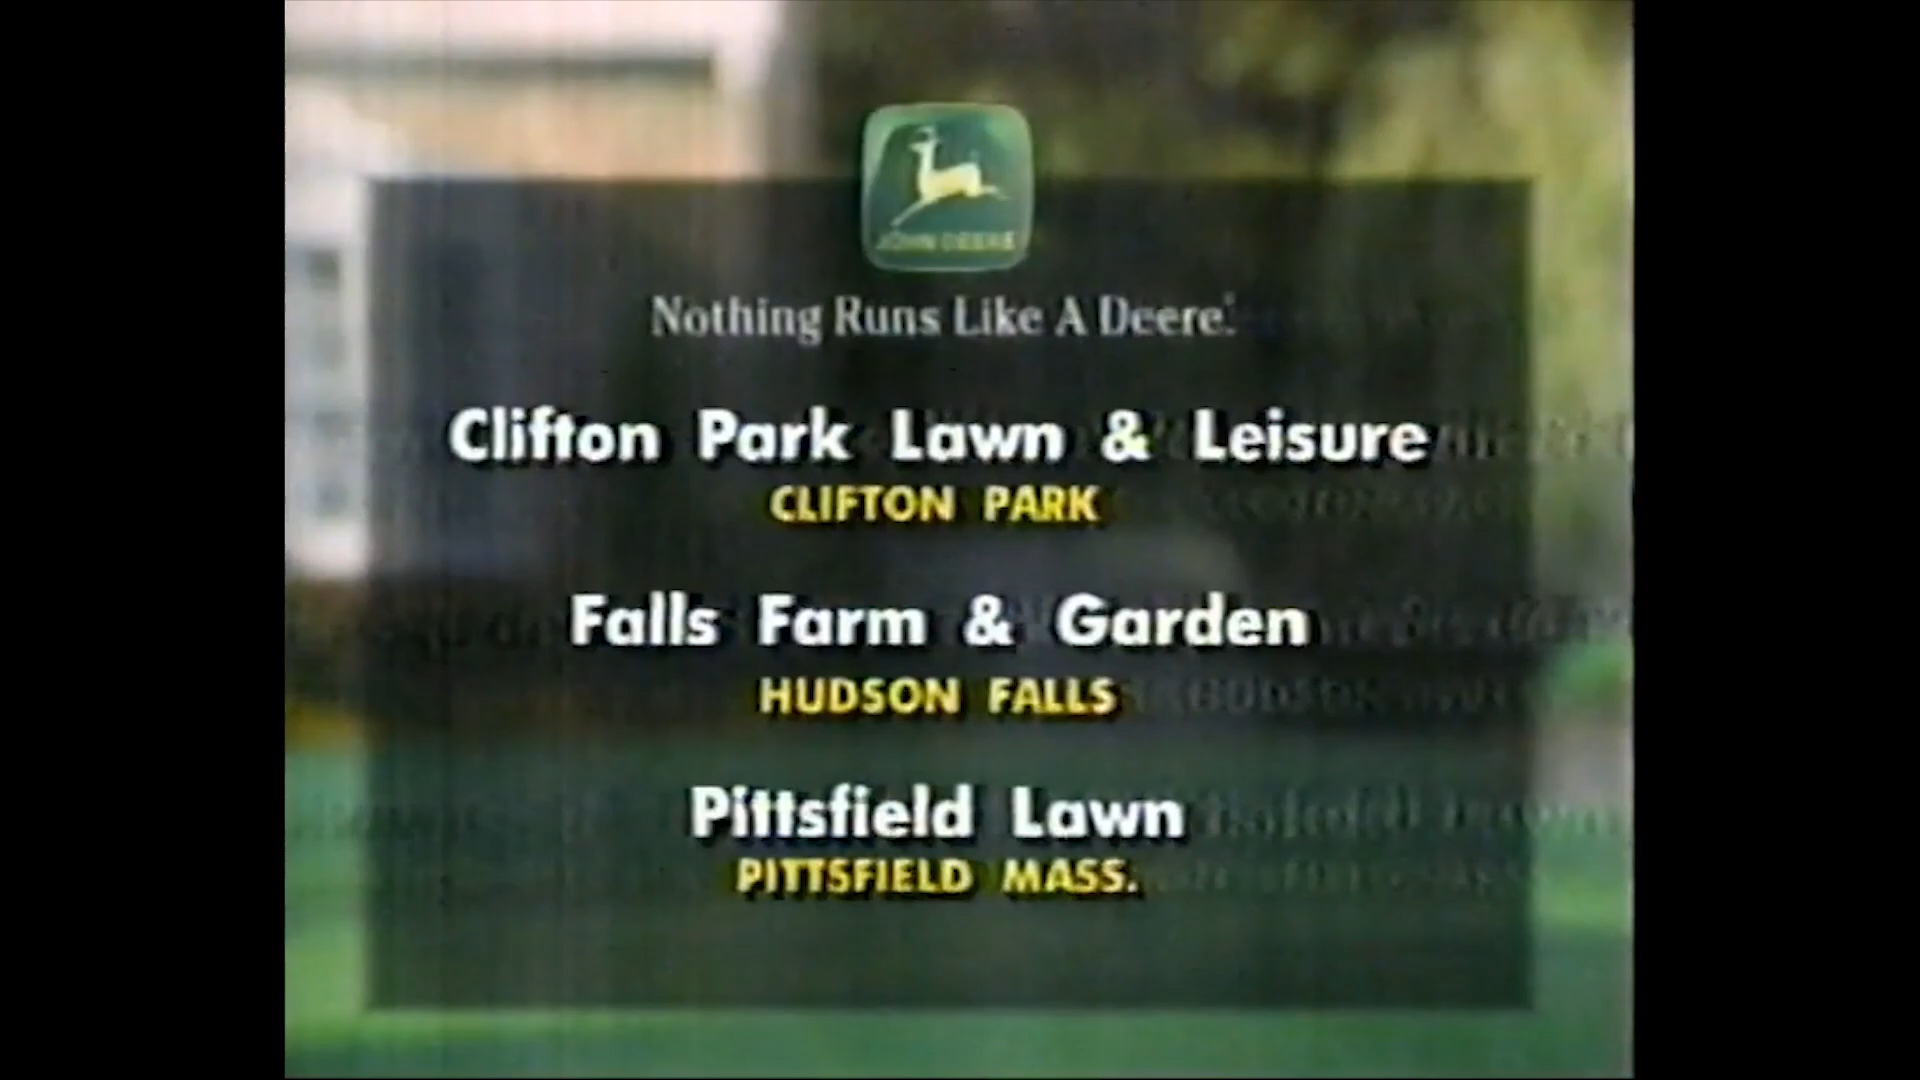 JOHN DEERE
Nothing Runs Like A Deere.
Clifton Park Lawn & Leisure
CLIFTON PARK
Falls Farm & Garden
HUDSON FALLS
Pittsfield Lawn
PITTSFIELD MASS.